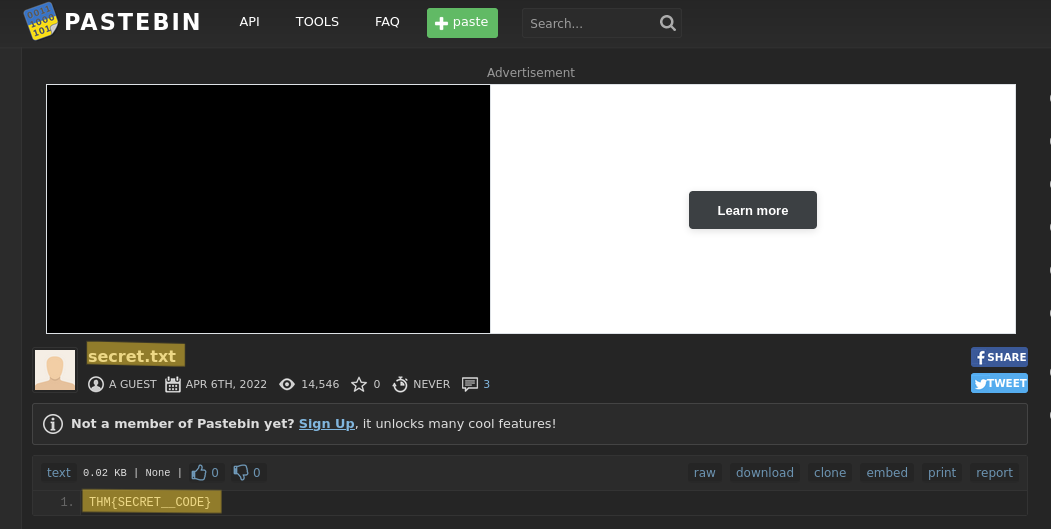 PASTEBIN API TOOLS FAQ paste Search...
Advertisement
Learn more
secret.txt
SHARE
A GUEST APR 6TH, 2022 14,546 0 NEVER 3
TWEET
Not a member of Pastebin yet? Sign Up, it unlocks many cool features!
text 0.02 KB | None | 0 0 raw download clone embed print report
1. THM{SECRET__CODE}